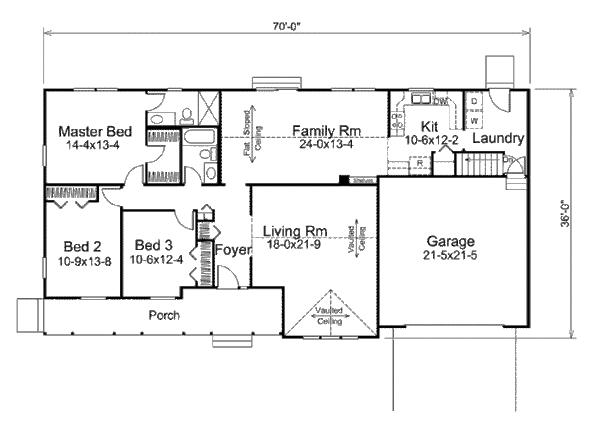 70'-0"
Master Bed
14-4x13-4
Flat Sloped
Ceiling
Family Rm
24-0x13-4
Kit
10-6x12-2
DW
R
D
W
Laundry
Shelves
Bed 2
10-9x13-8
Bed 3
10-6x12-4
Foyer
Living Rm
18-0x21-9
Vaulted
Ceiling
Garage
21-5x21-5
36'-0"
Porch
Vaulted
Ceiling